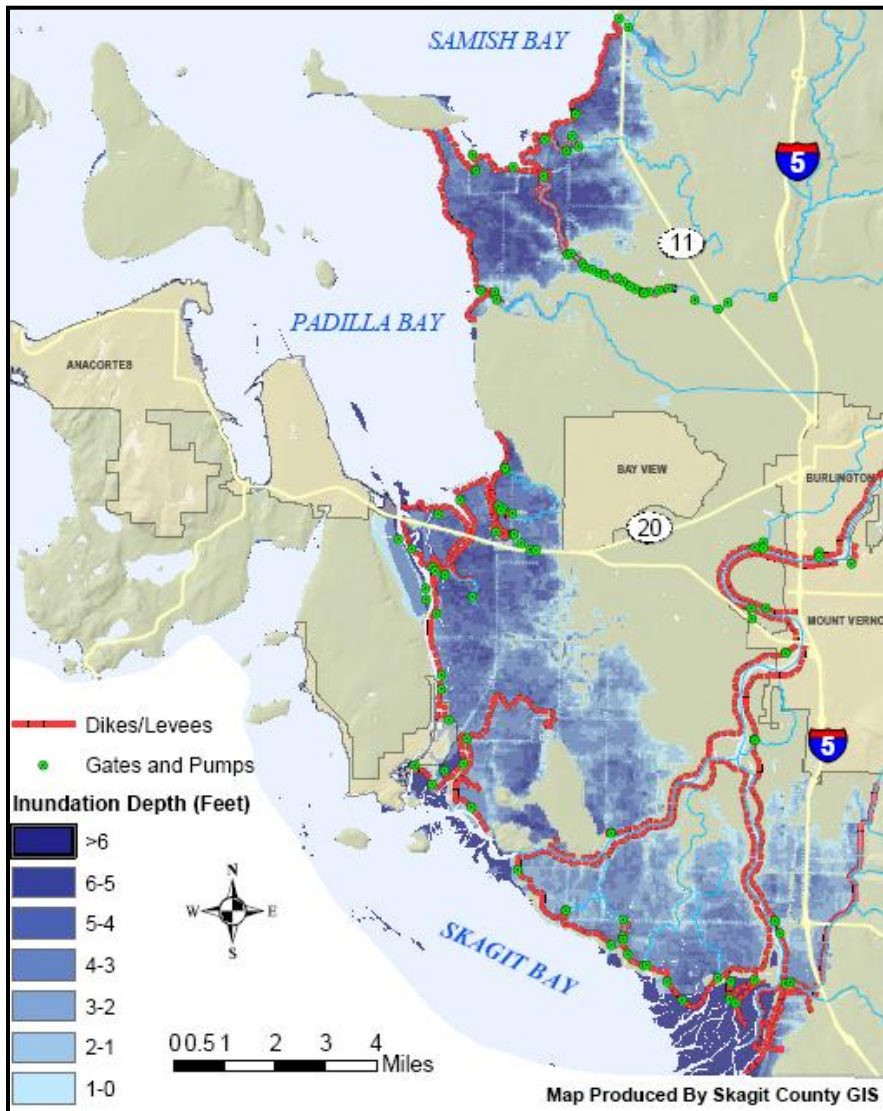 SAMISH BAY
5
11
PADILLA BAY
ANACORTES
BAY VIEW
BURLINGTON
20
MOUNT VERNO
Dikes/Levees
5
Gates and Pumps
Inundation Depth (Feet)
>6
6-5
5-4
N
W E
S
4-3
SKAGIT BAY
3-2
2-1
0 0.5 1 2 3 4
Miles
1-0
Map Produced By Skagit County GIS